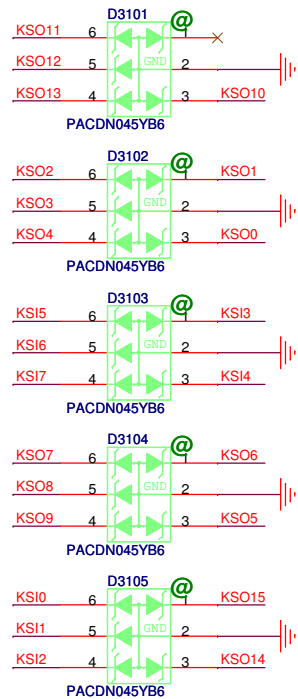 D3101 @
KSO11 6 1
GND
KSO12 5 2
KSO13 4 3 KSO10
PACDN045YB6
D3102 @
KSO2 6 1 KSO1
GND
KSO3 5 2
KSO4 4 3 KSO0
PACDN045YB6
D3103 @
KSI5 6 1 KSI3
GND
KSI6 5 2
KSI7 4 3 KSI4
PACDN045YB6
D3104 @
KSO7 6 1 KSO6
GND
KSO8 5 2
KSO9 4 3 KSO5
PACDN045YB6
D3105 @
KSI0 6 1 KSO15
GND
KSI1 5 2
KSI2 4 3 KSO14
PACDN045YB6